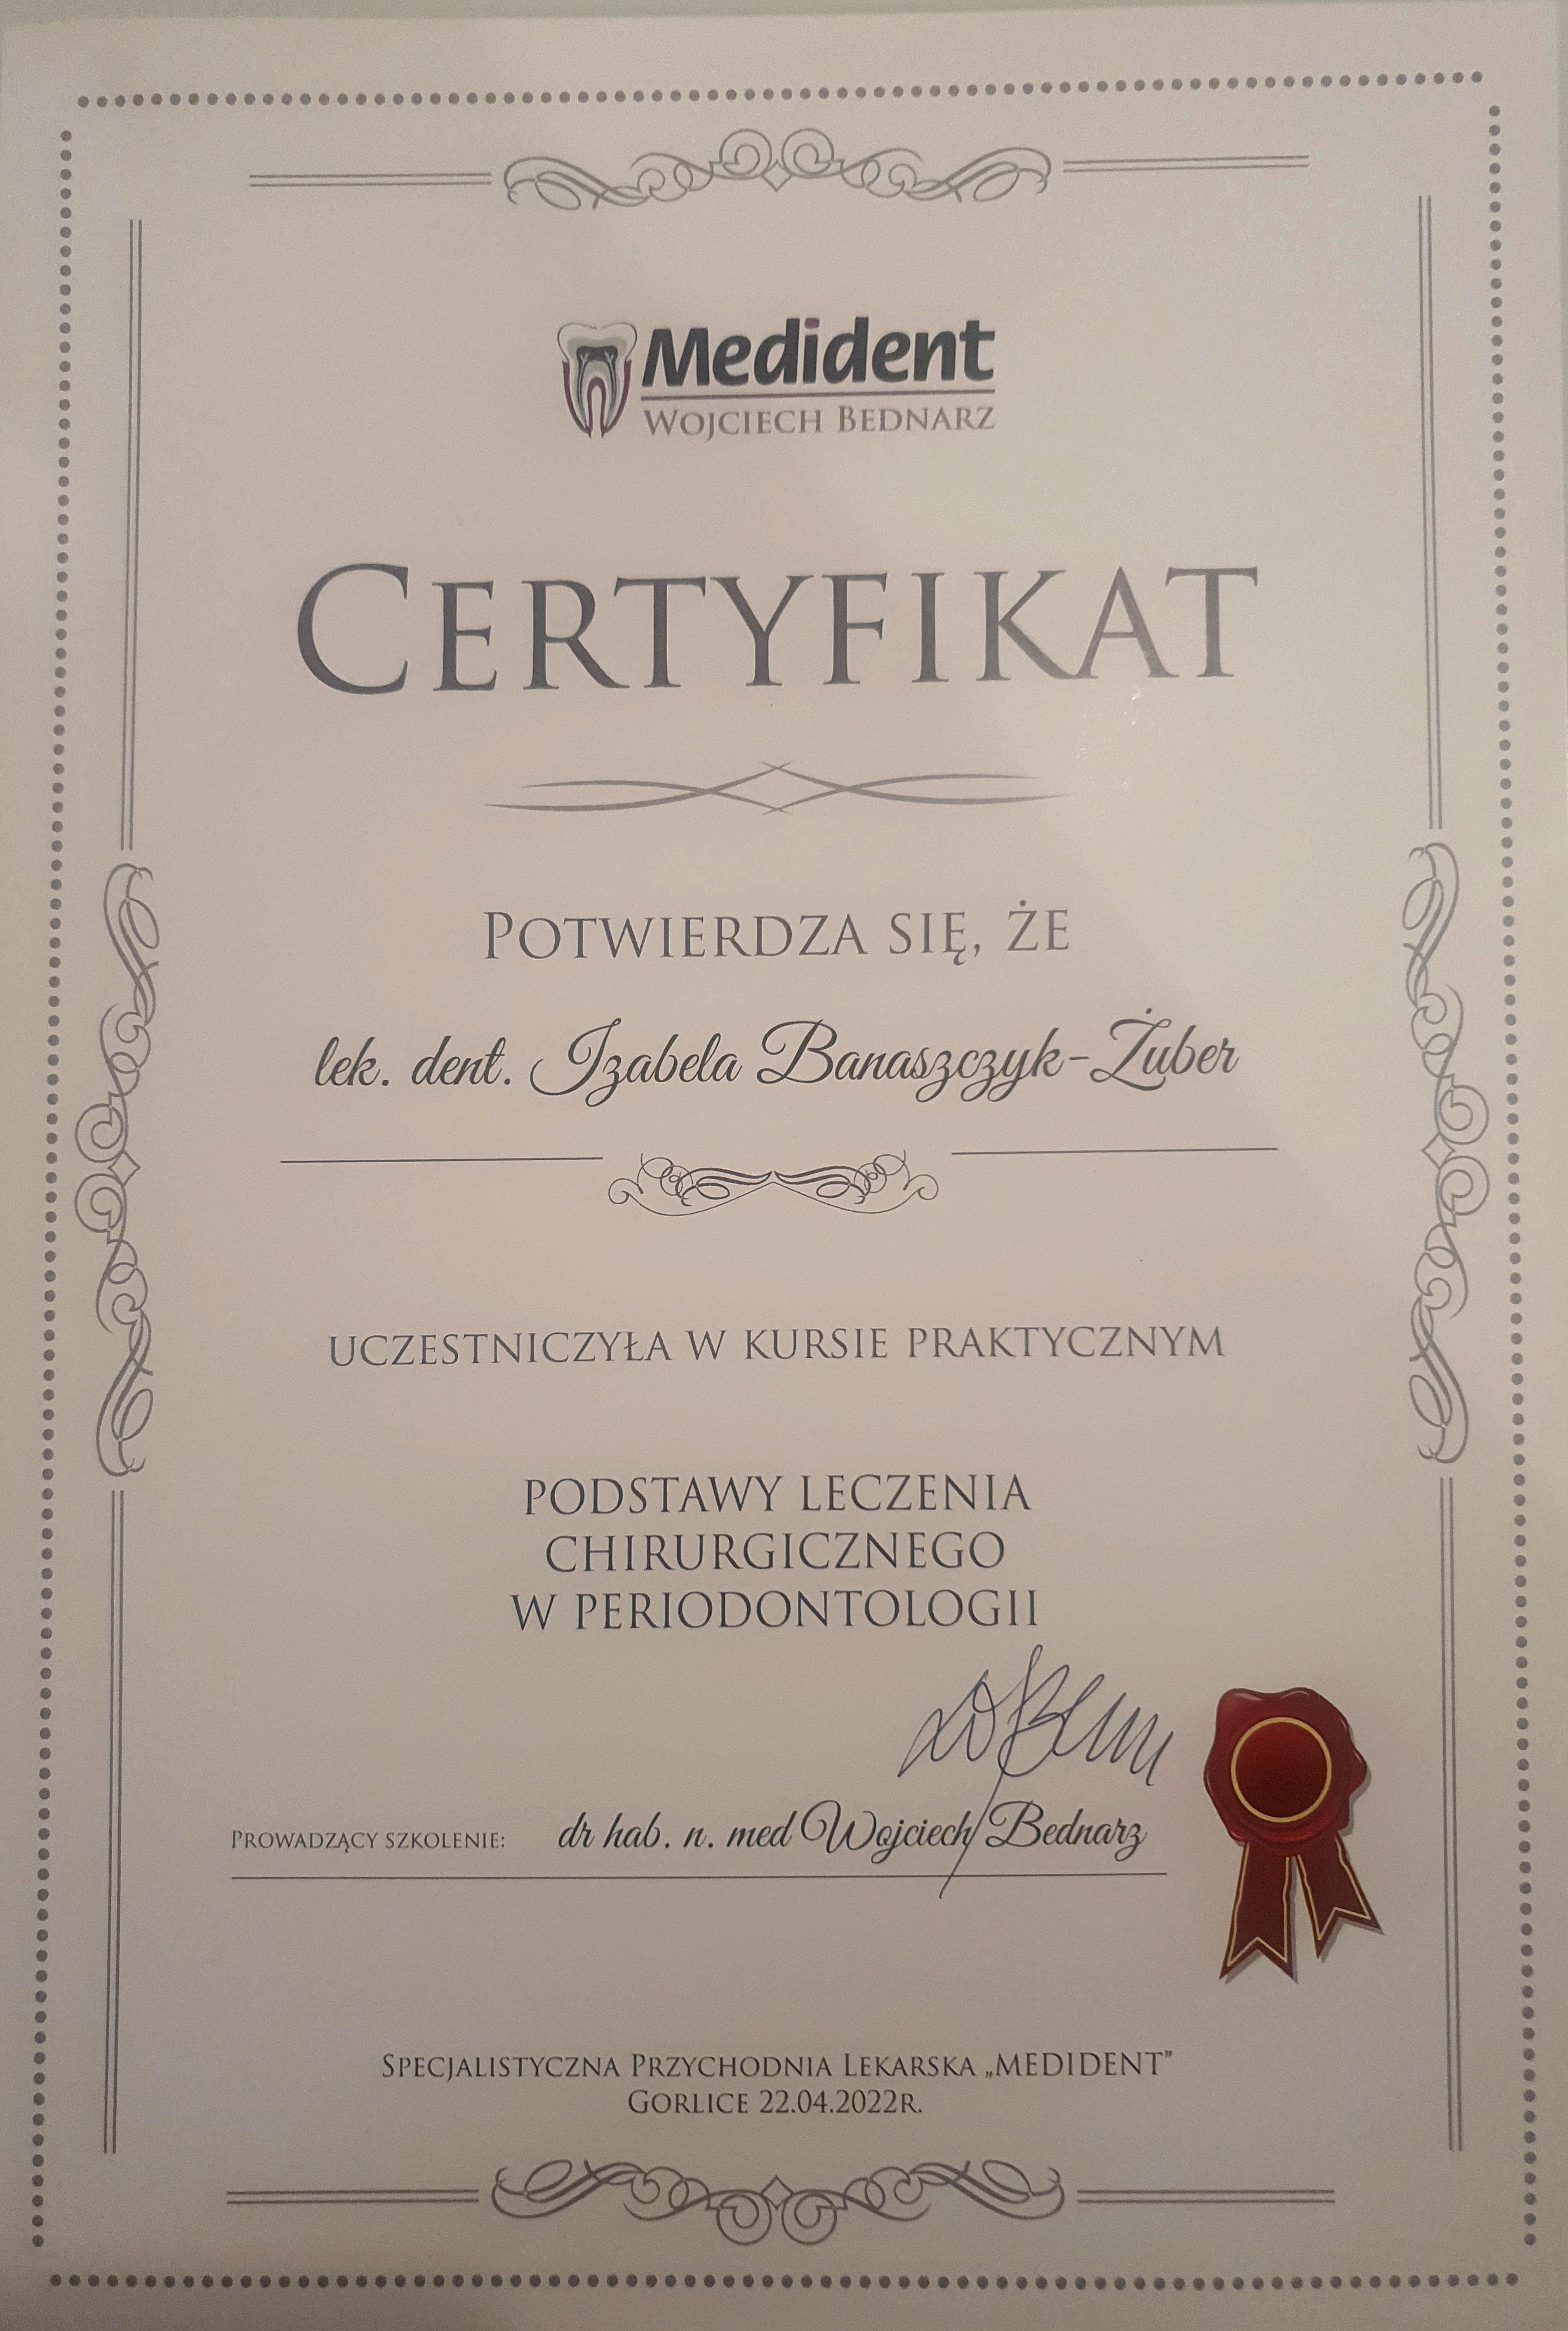 Medident
WOJCIECH BEDNARZ
CERTYFIKAT
POTWIERDZA SIĘ, ŻE
lek. dent. Izabela Banaszczyk-Żuber
UCZESTNICZYŁA W KURSIE PRAKTYCZNYM
PODSTAWY LECZENIA
CHIRURGICZNEGO
W PERIODONTOLOGII
PROWADZĄCY SZKOLENIE: dr hab. n. med Wojciech Bednarz
SPECJALISTYCZNA PRZYCHODNIA LEKARSKA „MEDIDENT”
GORLICE 22.04.2022R.